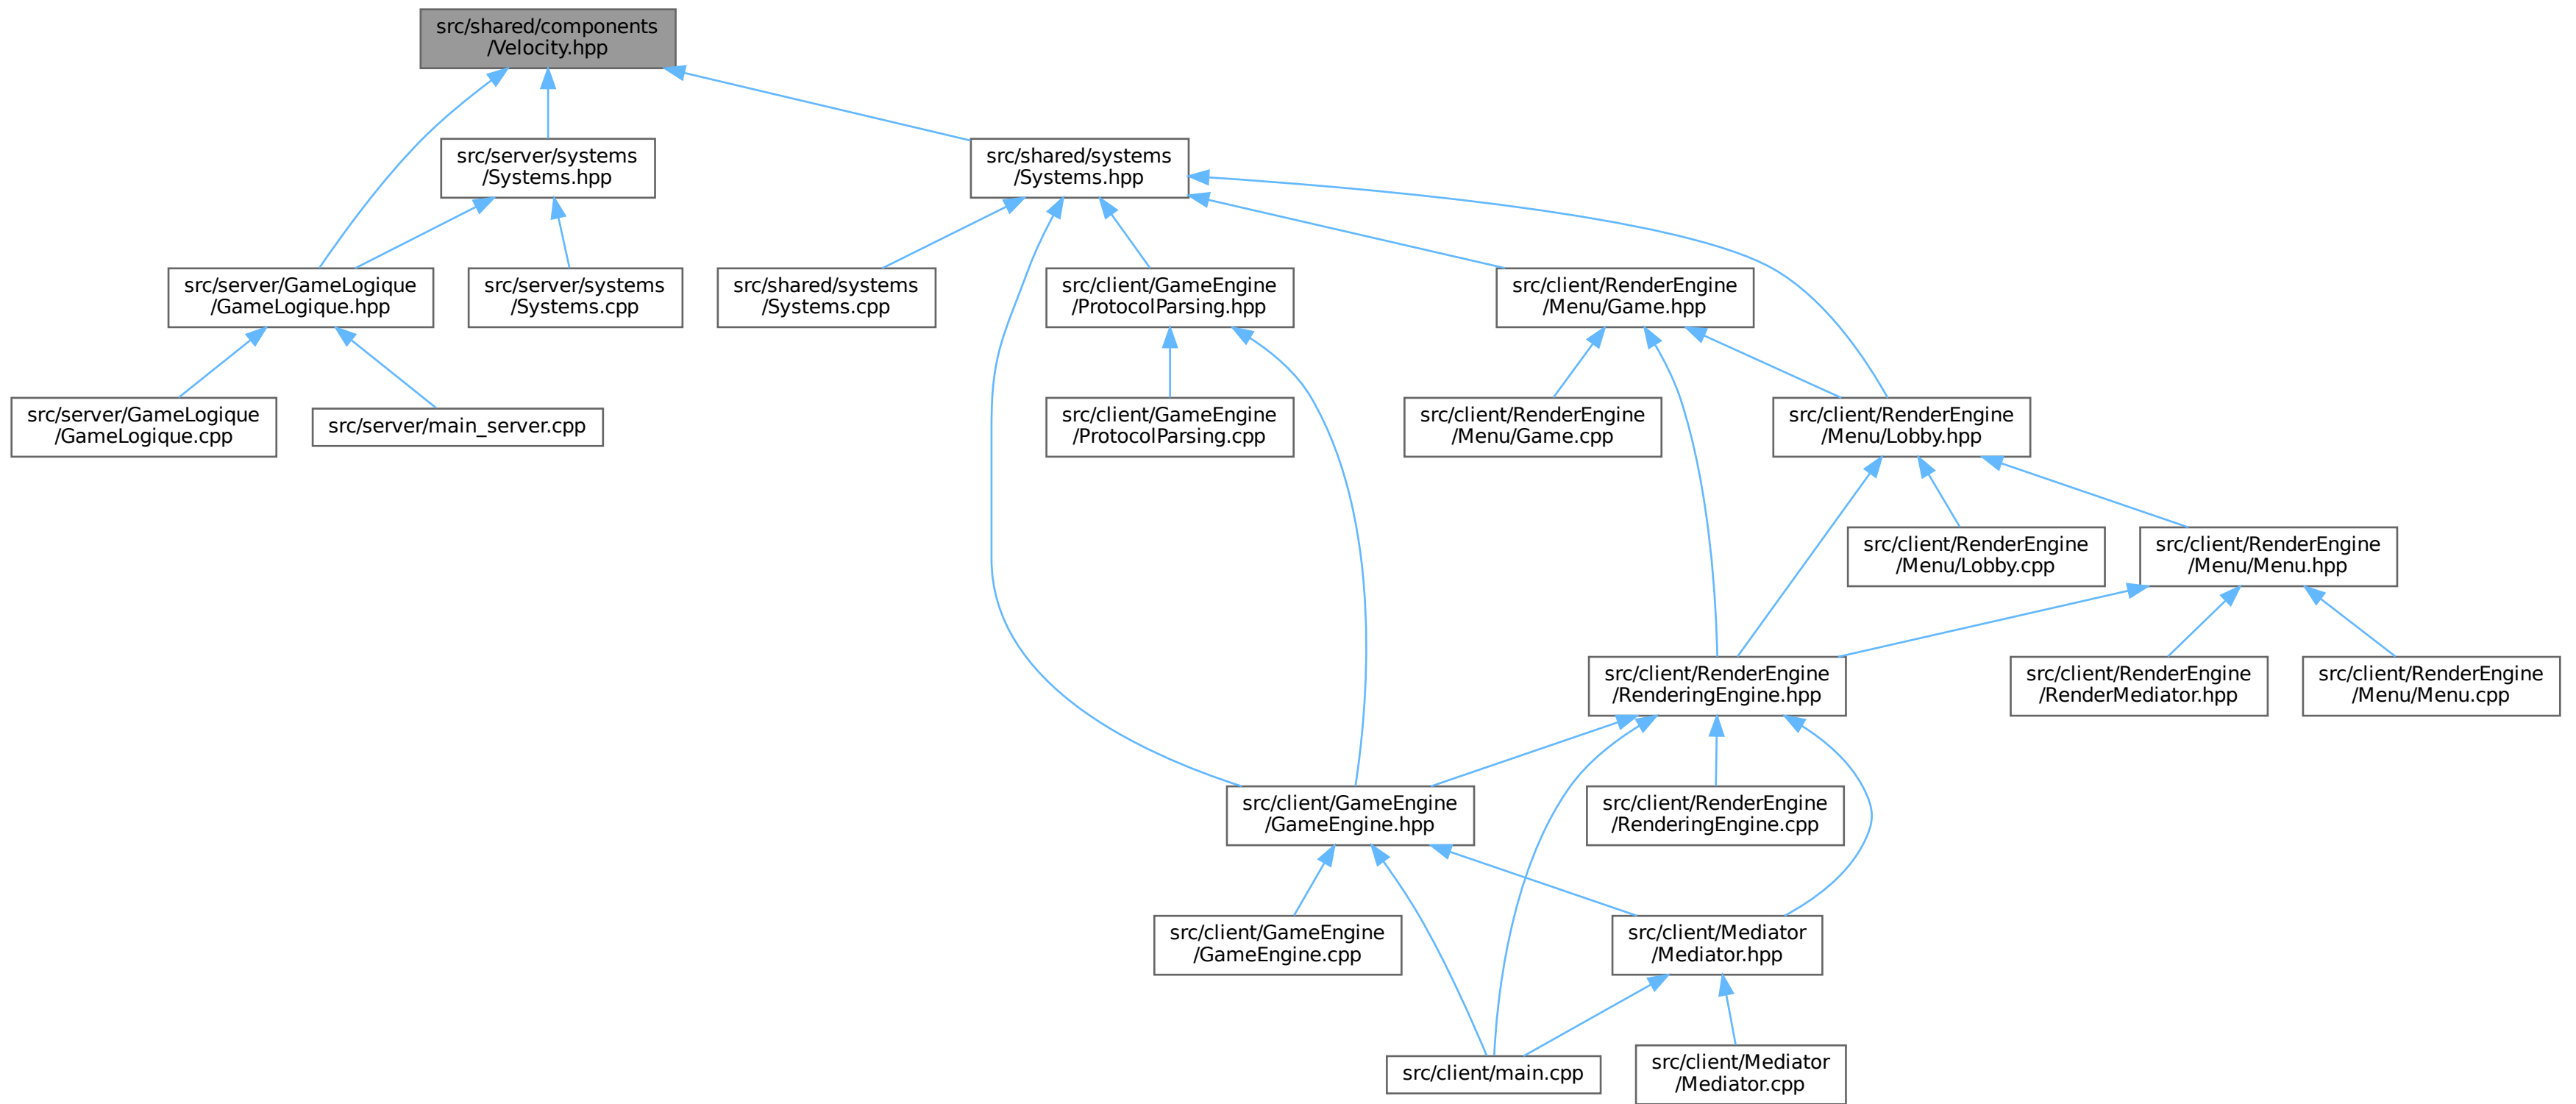 src/shared/components
/Velocity.hpp
src/server/systems
/Systems.hpp
src/shared/systems
/Systems.hpp
src/server/GameLogique
/GameLogique.hpp
src/server/systems
/Systems.cpp
src/shared/systems
/Systems.cpp
src/client/GameEngine
/ProtocolParsing.hpp
src/client/RenderEngine
/Menu/Game.hpp
src/server/GameLogique
/GameLogique.cpp
src/server/main_server.cpp
src/client/GameEngine
/ProtocolParsing.cpp
src/client/RenderEngine
/Menu/Game.cpp
src/client/RenderEngine
/Menu/Lobby.hpp
src/client/RenderEngine
/Menu/Lobby.cpp
src/client/RenderEngine
/Menu/Menu.hpp
src/client/RenderEngine
/RenderingEngine.hpp
src/client/RenderEngine
/RenderMediator.hpp
src/client/RenderEngine
/Menu/Menu.cpp
src/client/GameEngine
/GameEngine.hpp
src/client/RenderEngine
/RenderingEngine.cpp
src/client/GameEngine
/GameEngine.cpp
src/client/Mediator
/Mediator.hpp
src/client/main.cpp
src/client/Mediator
/Mediator.cpp